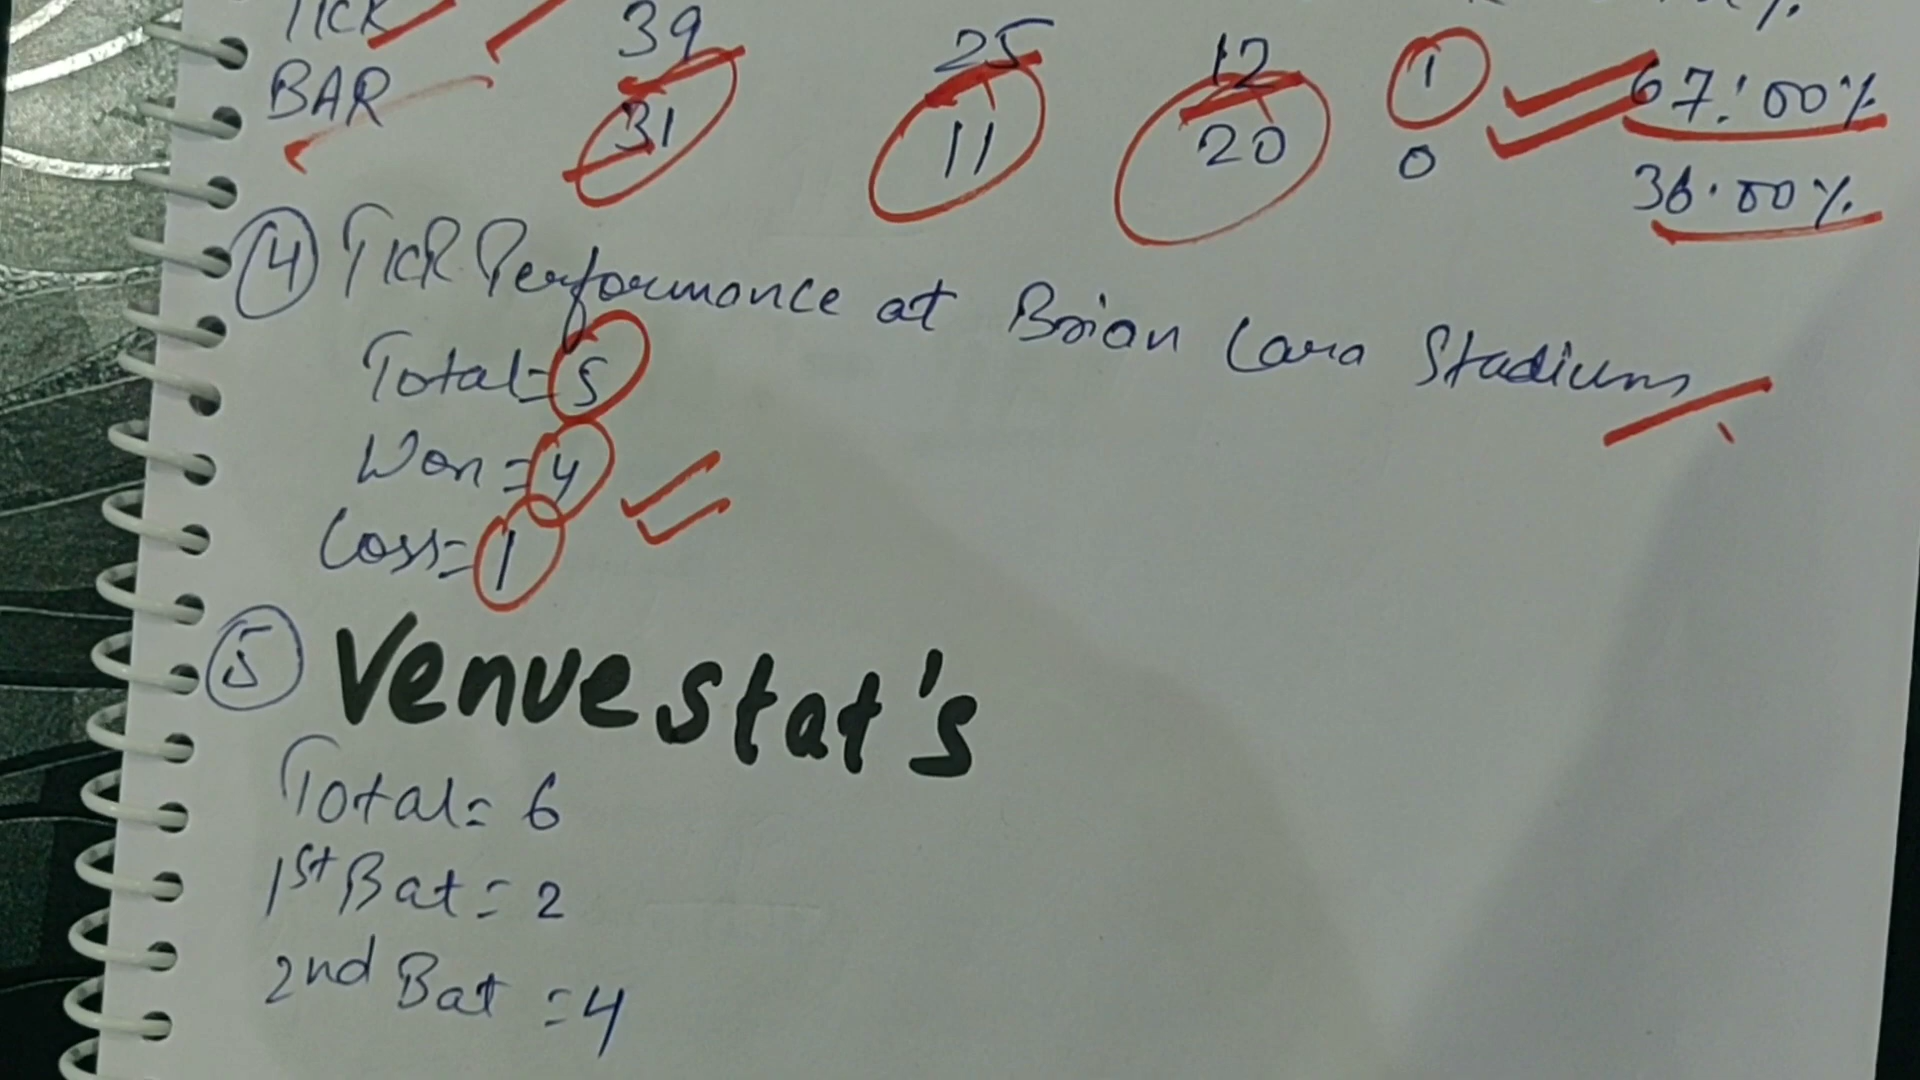 TKR 39 25 12 1 67.00%
BAR 31 11 20 0 36.00%
4 TKR Performance at Brian Lara Stadium
Total = 5
Won = 4
Loss = 1
5 Venue stat's
Total = 6
1st Bat = 2
2nd Bat = 4